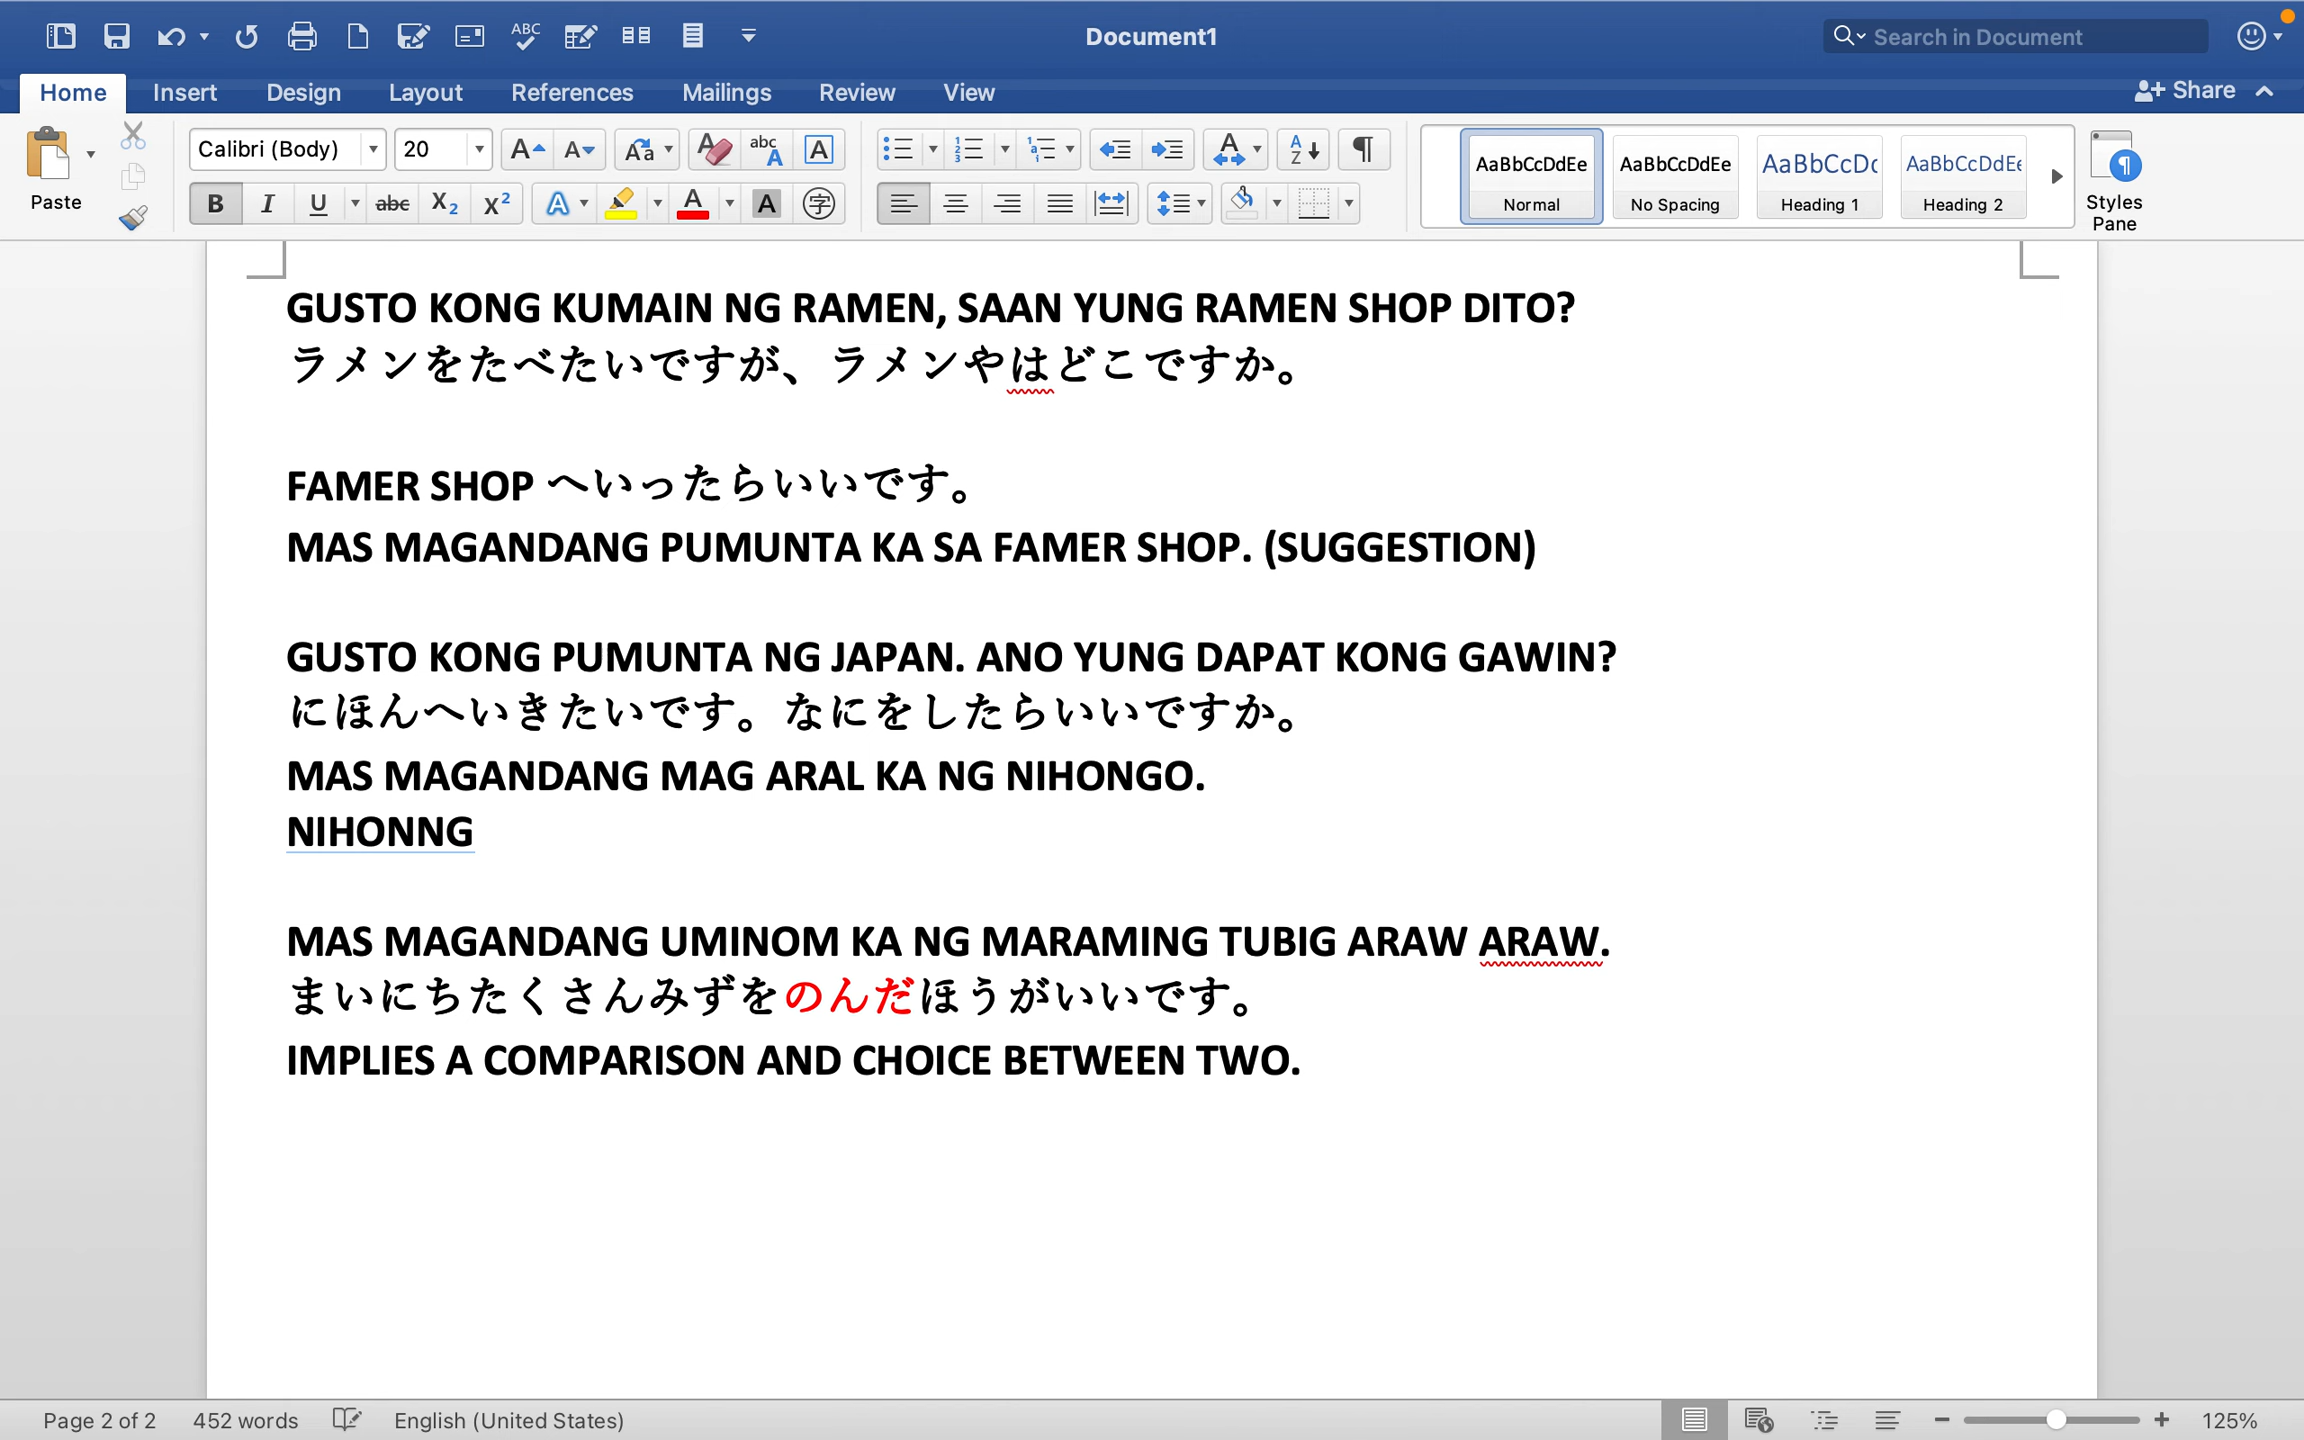 Document1
Search in Document
Home Insert Design Layout References Mailings Review View Share
Paste
Calibri (Body) 20
AaBbCcDdEe Normal
AaBbCcDdEe No Spacing
AaBbCcDc Heading 1
AaBbCcDdEe Heading 2
Styles Pane
GUSTO KONG KUMAIN NG RAMEN, SAAN YUNG RAMEN SHOP DITO?
ラメンをたべたいですが、ラメンやはどこですか。
FAMER SHOP へいったらいいです。
MAS MAGANDANG PUMUNTA KA SA FAMER SHOP. (SUGGESTION)
GUSTO KONG PUMUNTA NG JAPAN. ANO YUNG DAPAT KONG GAWIN?
にほんへいきたいです。なにをしたらいいですか。
MAS MAGANDANG MAG ARAL KA NG NIHONGO.
NIHONNG
MAS MAGANDANG UMINOM KA NG MARAMING TUBIG ARAW ARAW.
まいにちたくさんみずをのんだほうがいいです。
IMPLIES A COMPARISON AND CHOICE BETWEEN TWO.
Page 2 of 2 452 words English (United States) 125%